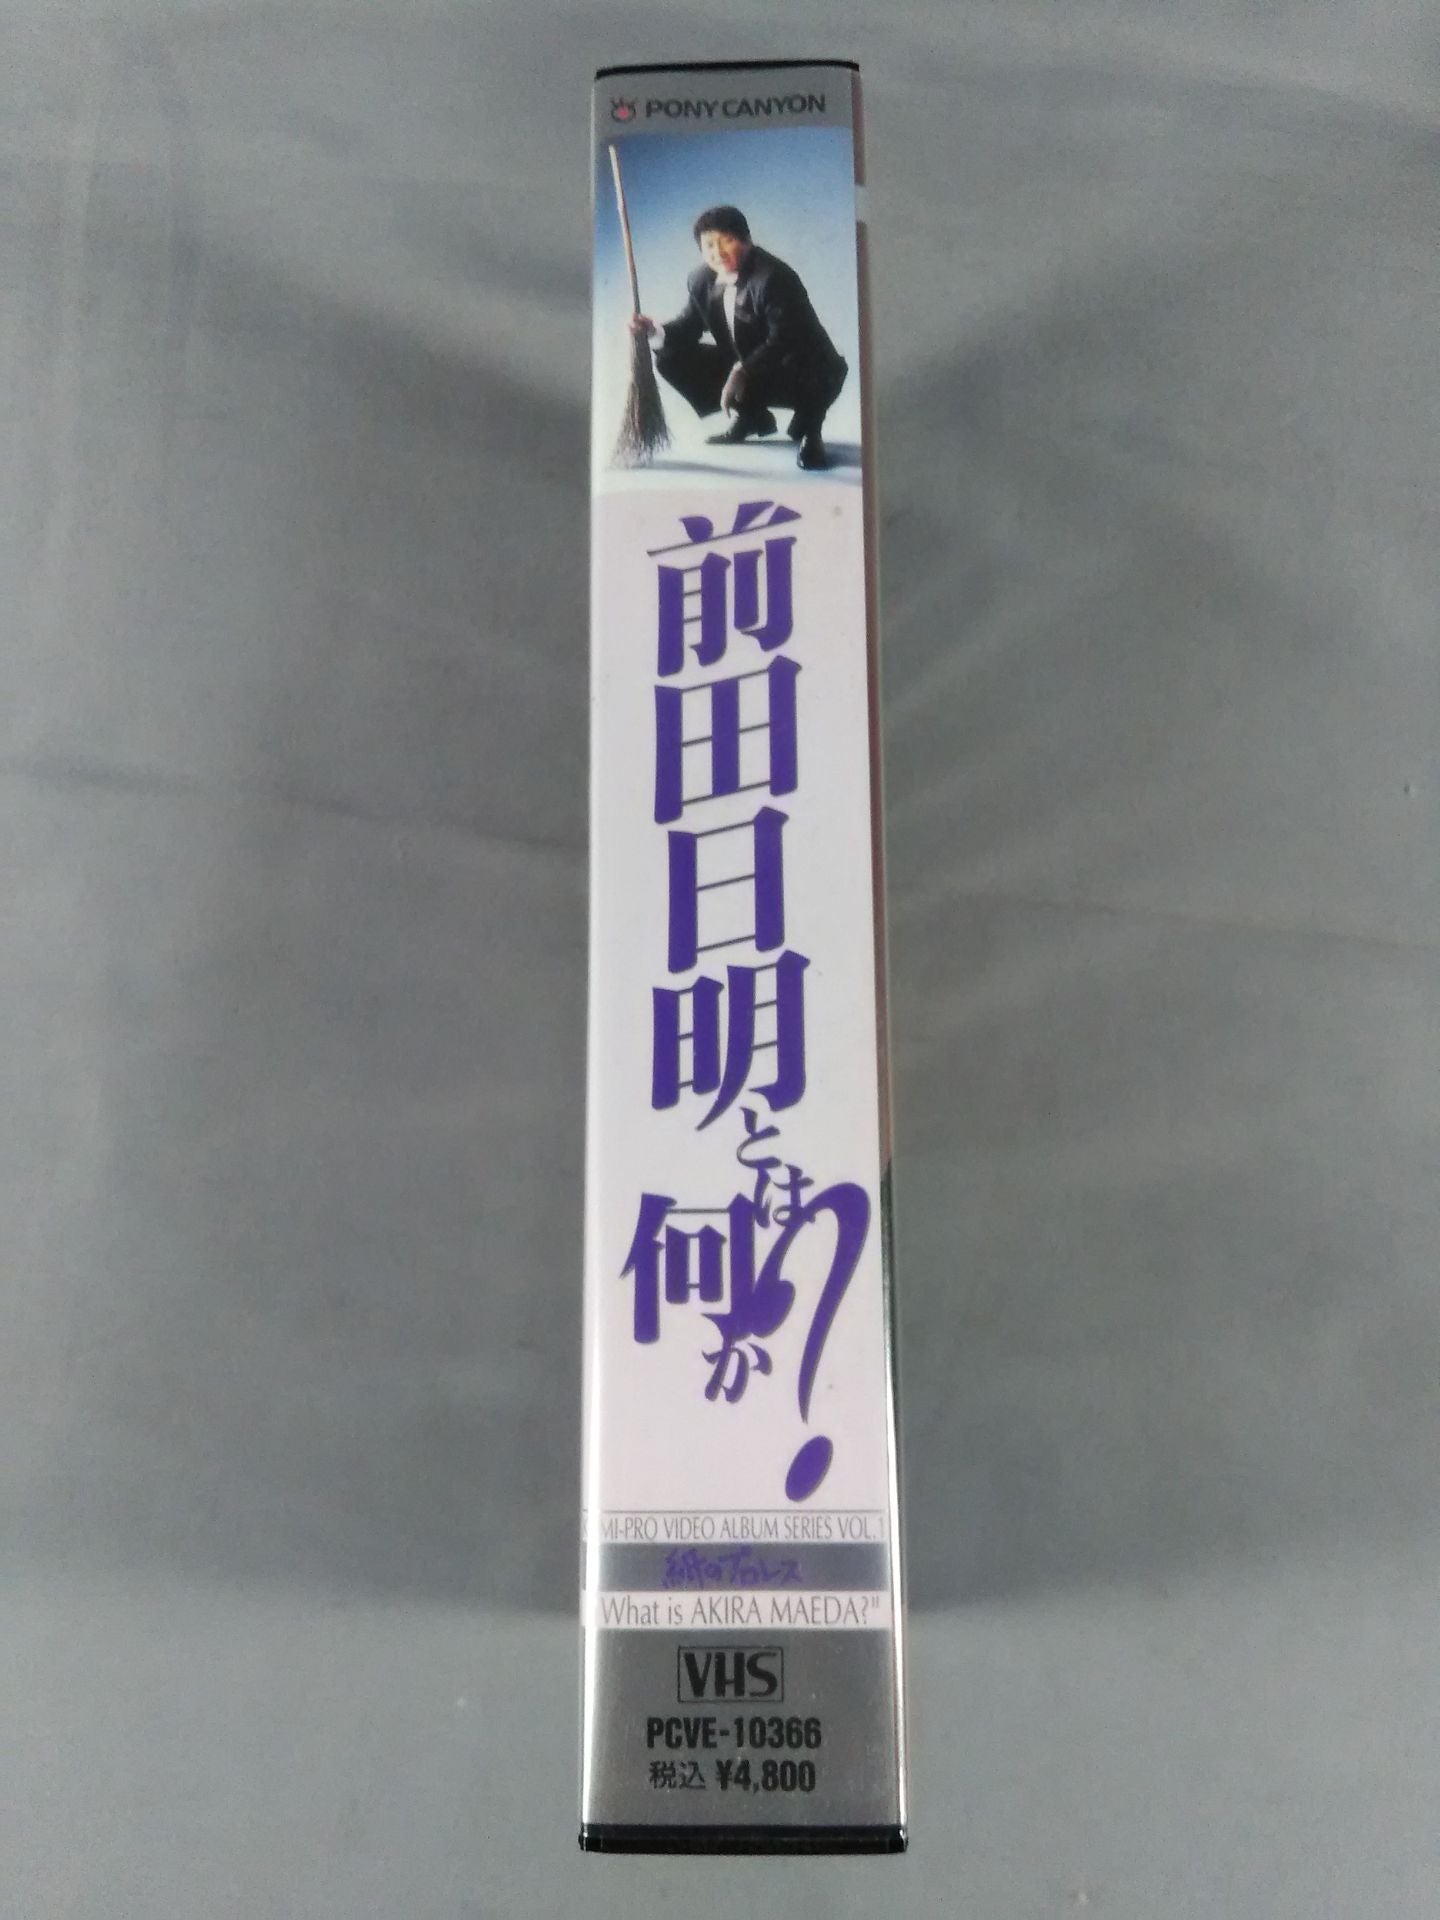 PONY CANYON
前田日明とは
何か?
MI-PRO VIDEO ALBUM SERIES VOL.1
紙のプロレス
"What is AKIRA MAEDA?"
VHS
PCVE-10366
税込 ¥4,800